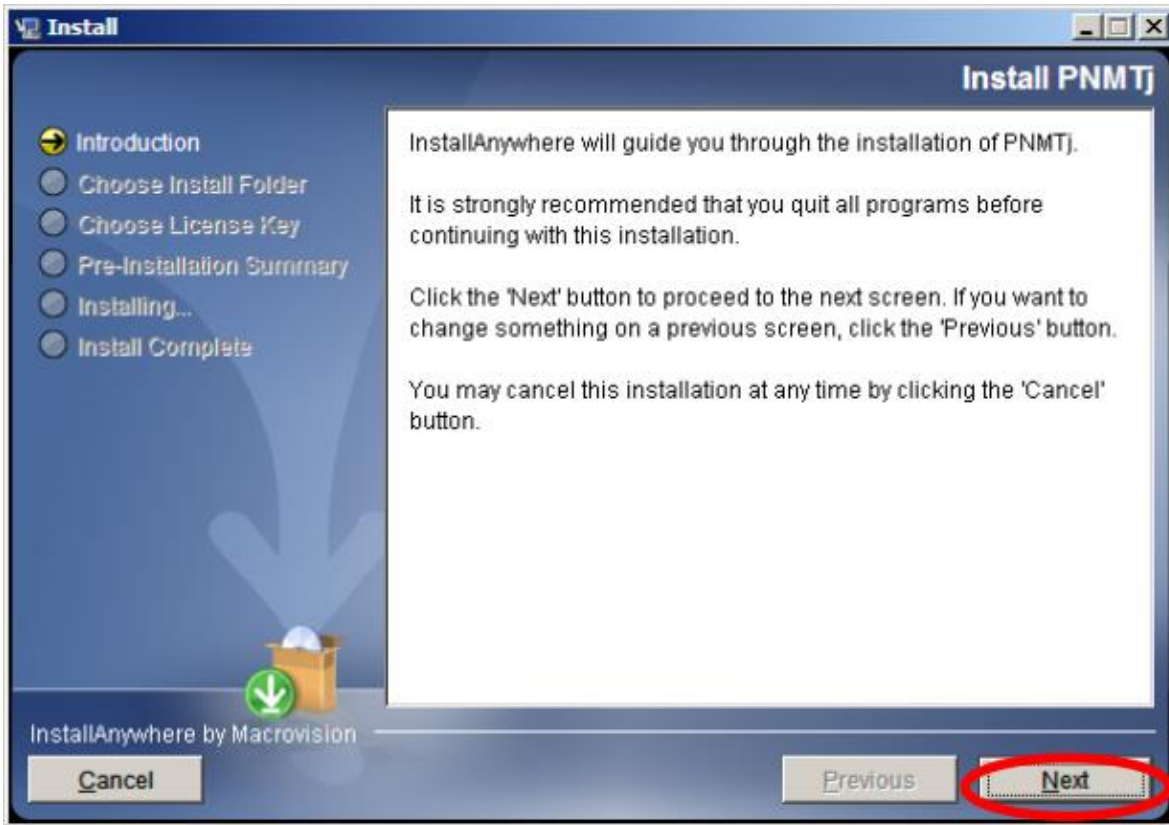 Install
Install PNMTj
Introduction
Choose Install Folder
Choose License Key
Pre-Installation Summary
Installing...
Install Complete
InstallAnywhere will guide you through the installation of PNMTj.
It is strongly recommended that you quit all programs before
continuing with this installation.
Click the 'Next' button to proceed to the next screen. If you want to
change something on a previous screen, click the 'Previous' button.
You may cancel this installation at any time by clicking the 'Cancel'
button.
InstallAnywhere by Macrovision
Cancel
Previous
Next